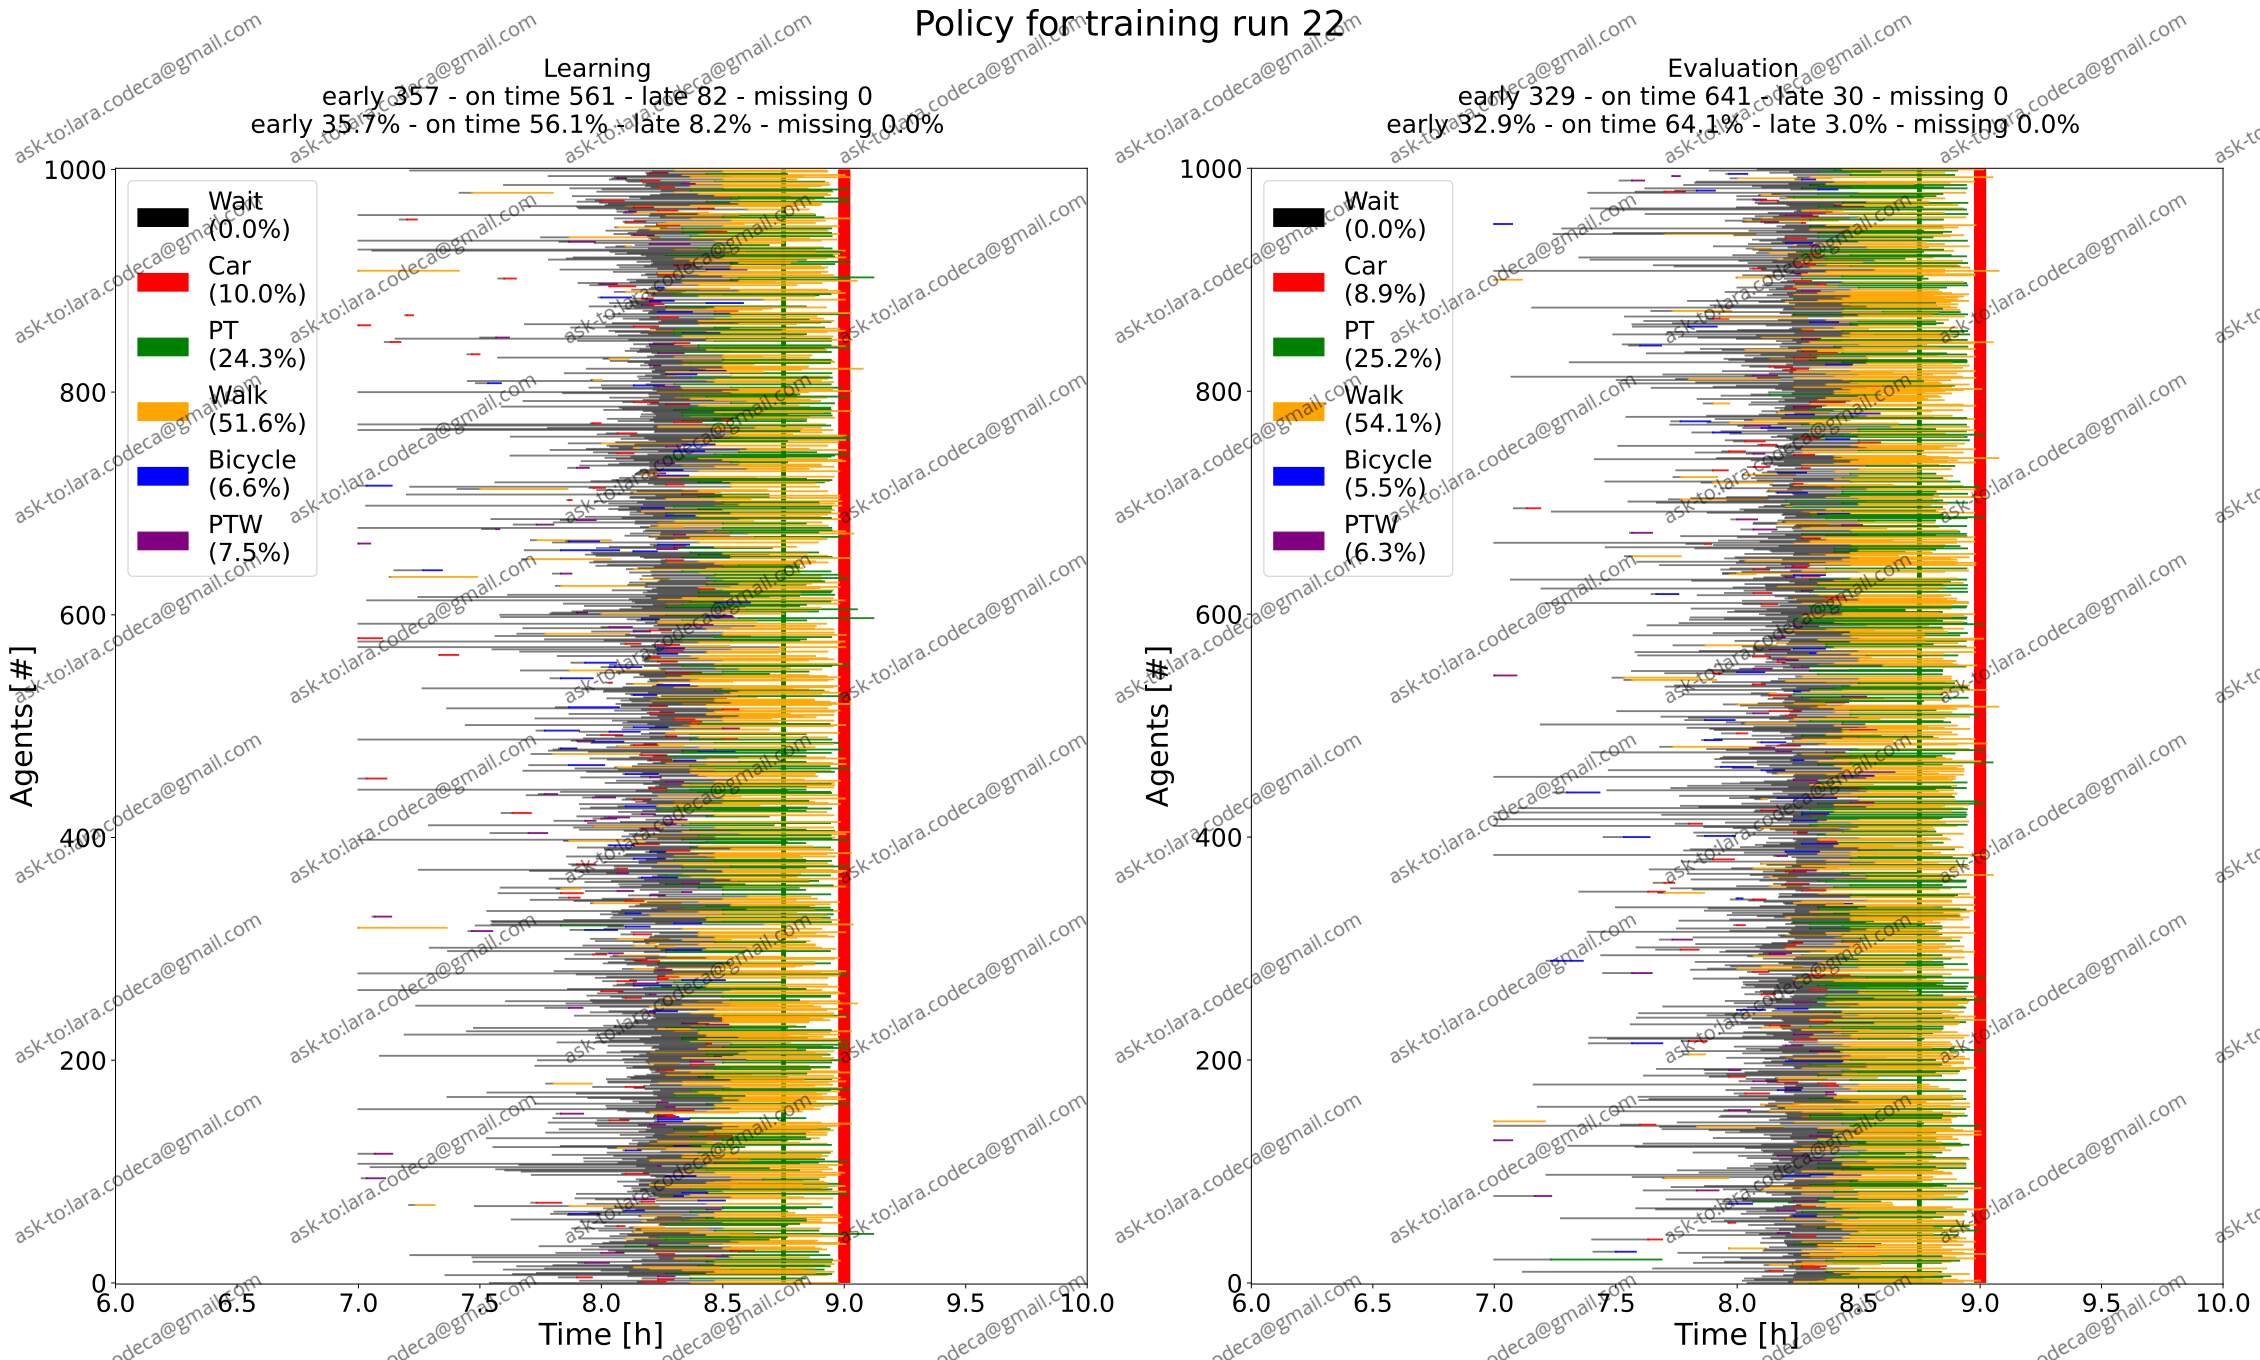 Policy for training run 22
Learning
early 357 - on time 561 - late 82 - missing 0
early 35.7% - on time 56.1% - late 8.2% - missing 0.0%
1000
800
600
400
200
0
Agents [#]
Wait
(0.0%)
Car
(10.0%)
PT
(24.3%)
Walk
(51.6%)
Bicycle
(6.6%)
PTW
(7.5%)
6.0 6.5 7.0 7.5 8.0 8.5 9.0 9.5 10.0
Time [h]
Evaluation
early 329 - on time 641 - late 30 - missing 0
early 32.9% - on time 64.1% - late 3.0% - missing 0.0%
1000
800
600
400
200
0
Agents [#]
Wait
(0.0%)
Car
(8.9%)
PT
(25.2%)
Walk
(54.1%)
Bicycle
(5.5%)
PTW
(6.3%)
6.0 6.5 7.0 7.5 8.0 8.5 9.0 9.5 10.0
Time [h]
ask-to:lara.codeca@gmail.com